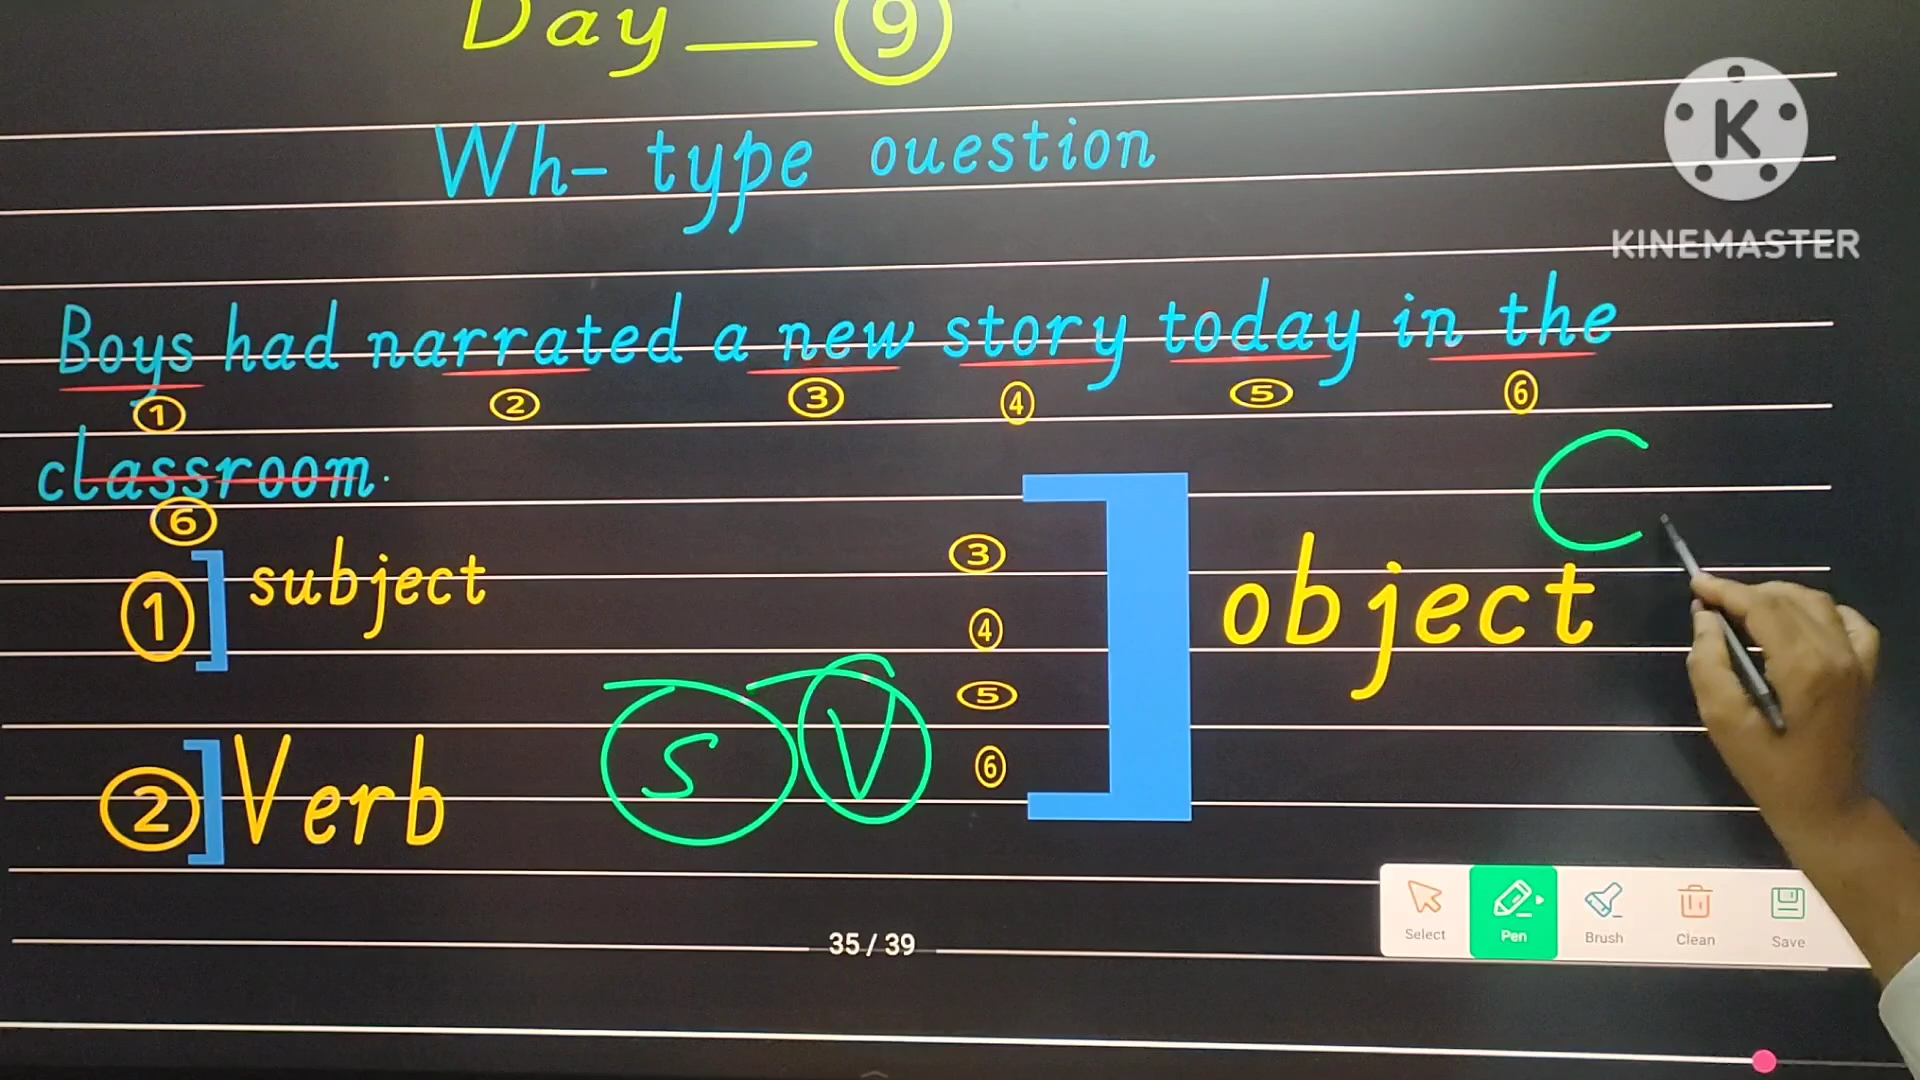 Day__ 9
Wh- type ouestion
K
KINEMASTER
Boys had narrated a new story today in the
1 2 3 4 5 6
classroom.
6
1 ] subject
2 ] Verb
S V
3
4
5
6
] object
C
Select Pen Brush Clean Save
35/39